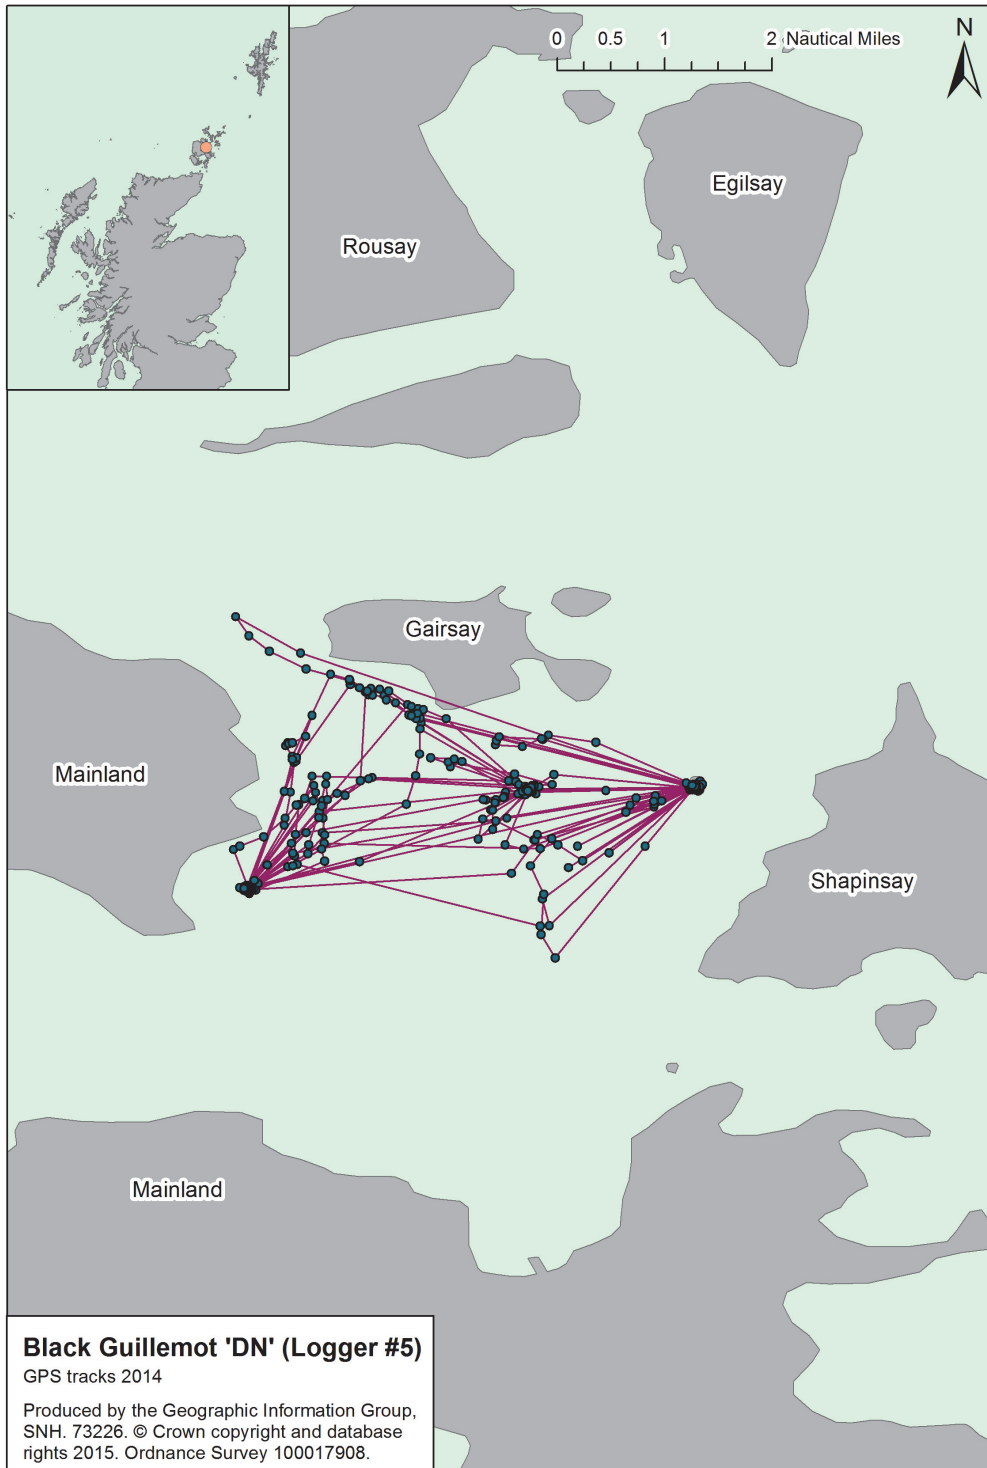 0 0.5 1 2 Nautical Miles
N
Egilsay
Rousay
Gairsay
Mainland
Shapinsay
Mainland
Black Guillemot 'DN' (Logger #5)
GPS tracks 2014
Produced by the Geographic Information Group,
SNH. 73226. © Crown copyright and database
rights 2015. Ordnance Survey 100017908.